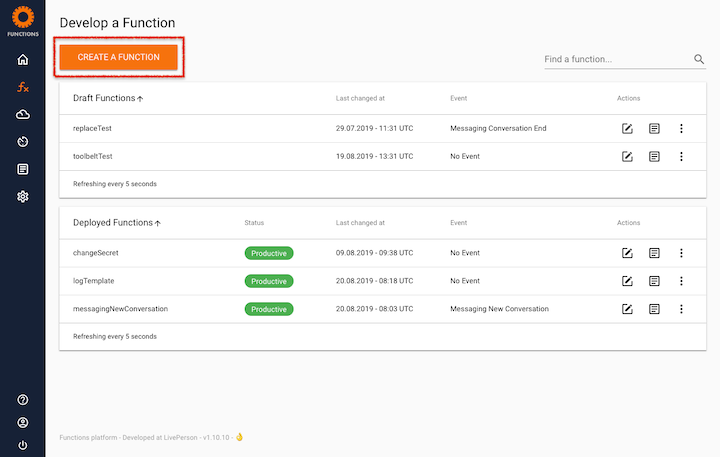 FUNCTIONS
Develop a Function
CREATE A FUNCTION
Find a function...
Draft Functions Last changed at Event Actions
replaceTest 29.07.2019 - 11:31 UTC Messaging Conversation End
toolbeltTest 19.08.2019 - 13:31 UTC No Event
Refreshing every 5 seconds
Deployed Functions Status Last changed at Event Actions
changeSecret Productive 09.08.2019 - 09:38 UTC No Event
logTemplate Productive 20.08.2019 - 08:18 UTC No Event
messagingNewConversation Productive 20.08.2019 - 08:03 UTC Messaging New Conversation
Refreshing every 5 seconds
Functions platform - Developed at LivePerson - v1.10.10 -